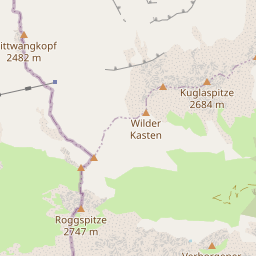 ittwangkopf
2482 m
Kuglaspitze
2684 m
Wilder
Kasten
Roggspitze
2747 m